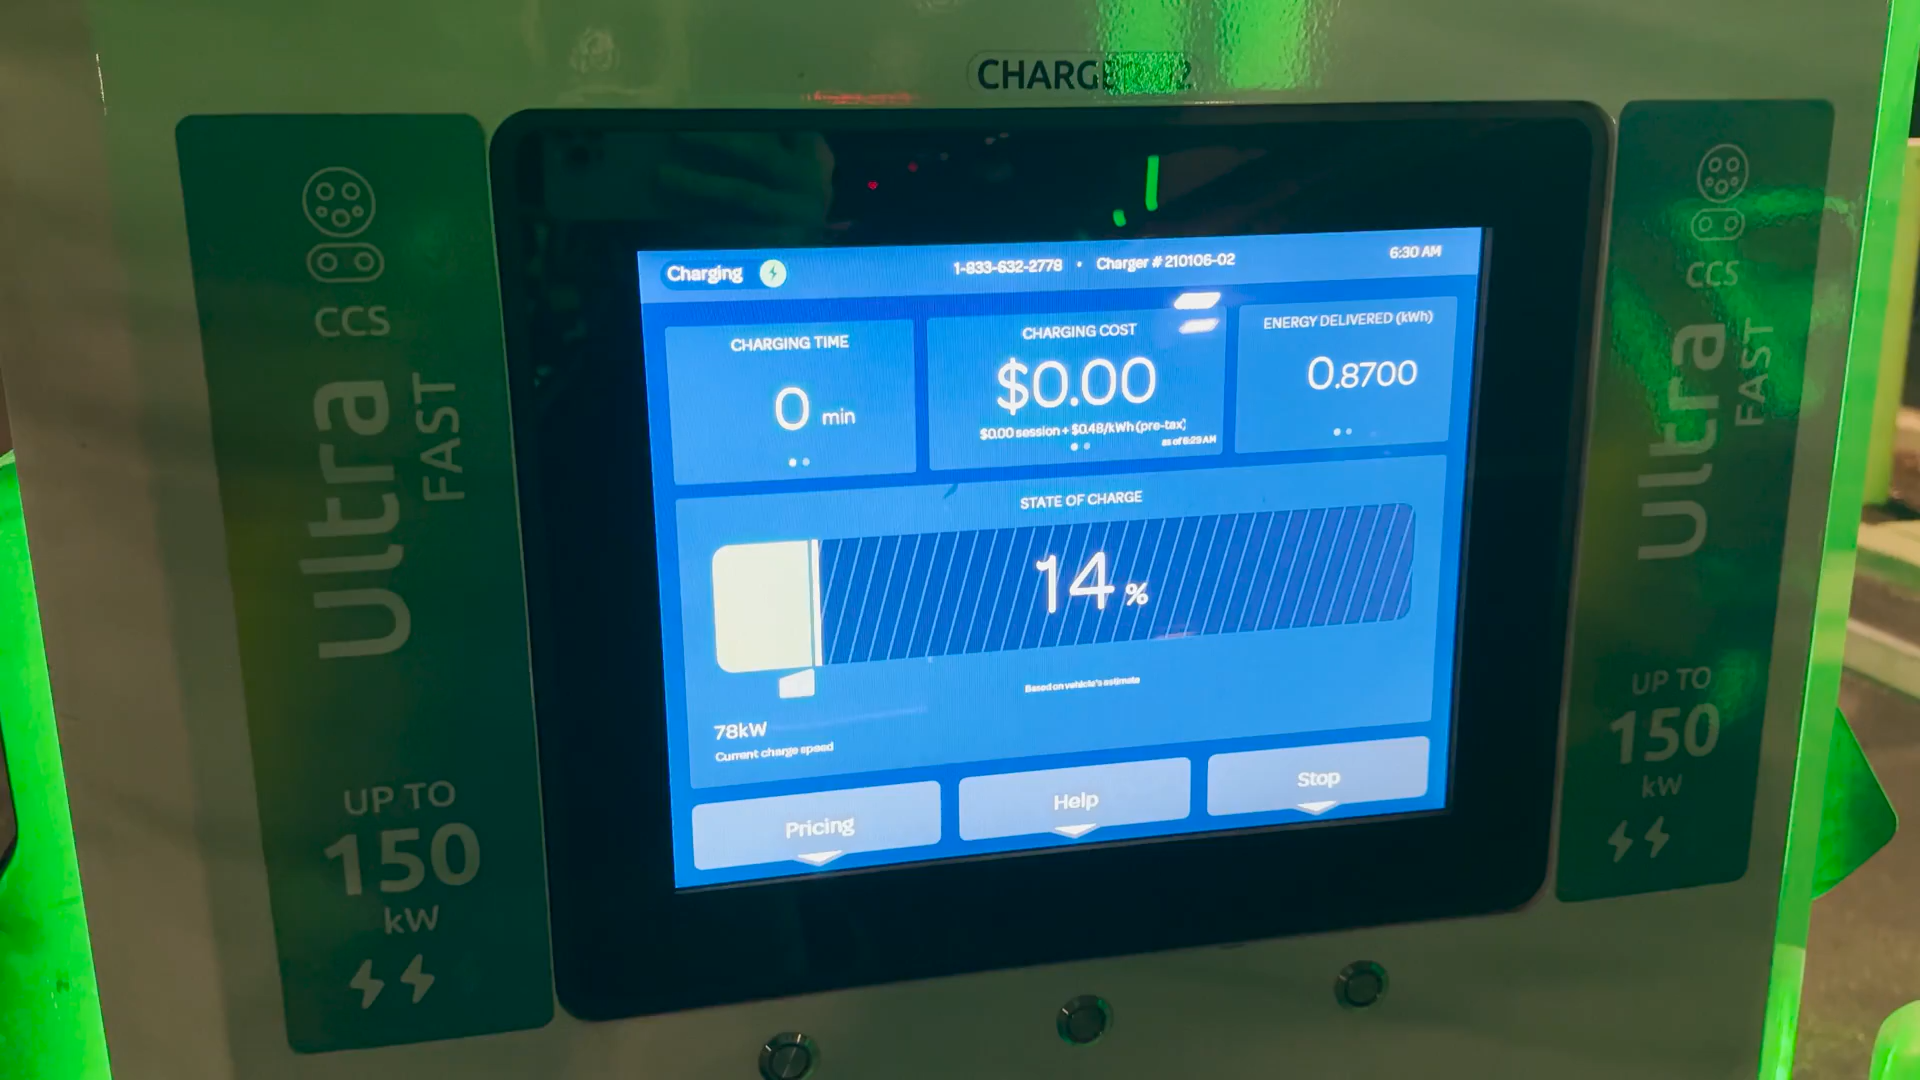 CHARGER 02
CCS
Ultra
FAST
UP TO
150
kW
Charging
1-833-632-2778 • Charger # 210106-02
6:30 AM
CHARGING TIME
0 min
CHARGING COST
$0.00
$0.00 session + $0.48/kWh (pre-tax)
as of 6:29 AM
ENERGY DELIVERED (kWh)
0.8700
STATE OF CHARGE
14 %
Based on vehicle's estimate
78kW
Current charge speed
Pricing
Help
Stop
CCS
Ultra
FAST
UP TO
150
kW